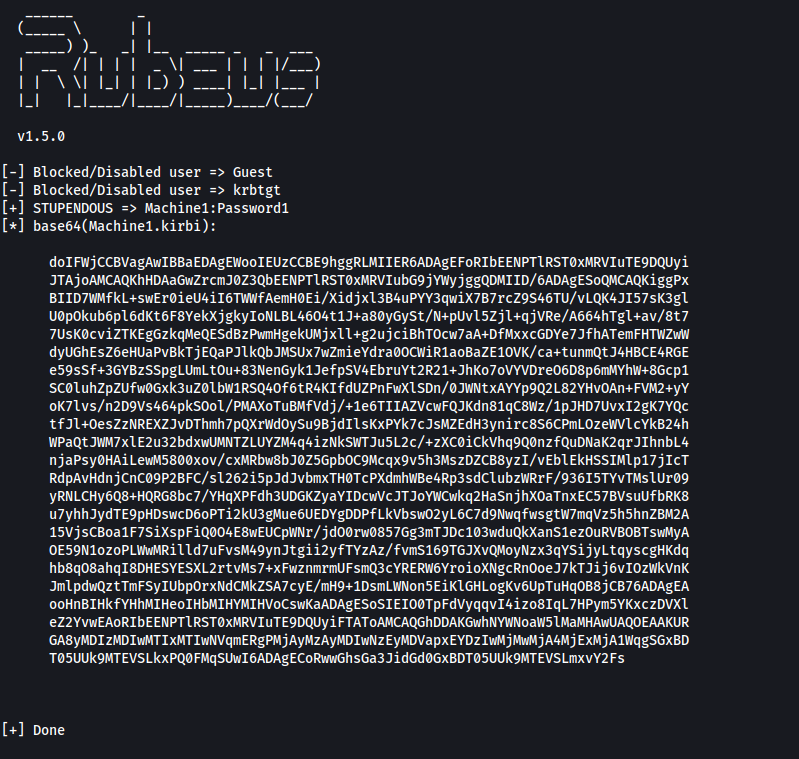 ______        _
 (_____ \      | |
  _____) )_   _| |__  _____ _   _  ___
 |  __  /| | | |  _ \| ___ | | | |/___)
 | |  \ \| |_| | |_) ) ____| |_| |___ |
 |_|   |_|____/|____/|_____)____/(___/

  v1.5.0

[-] Blocked/Disabled user => Guest
[-] Blocked/Disabled user => krbtgt
[+] STUPENDOUS => Machine1:Password1
[*] base64(Machine1.kirbi):

      doIFWjCCBVagAwIBBaEDAgEWooIEUzCCBE9hggRLMIIER6ADAgEFoRIbEENPTlRST0xMRVIuTE9DQUyi
      JTAjoAMCAQKhHDAaGwZrcmJ0Z3QbEENPTlRST0xMRVIubG9jYWyjggQDMIID/6ADAgESoQMCAQKiggPx
      BIID7WMfkL+swEr0ieU4iI6TWWfAemH0Ei/Xidjxl3B4uPYY3qwiX7B7rcZ9S46TU/vLQK4JI57sK3gl
      U0pOkub6pl6dKt6F8YekXjgkyIoNLBL46O4t1J+a80yGySt/N+pUvl5Zjl+qjVRe/A664hTgl+av/8t7
      7UsK0cviZTKEgGzkqMeQESdBzPwmHgekUMjxll+g2ujciBhTOcw7aA+DfMxxcGDYe7JfhATemFHTWZwW
      dyUGhEsZ6eHUaPvBkTjEQaPJlkQbJMSUx7wZmieYdra0OCWiR1aoBaZE1OVK/ca+tunmQtJ4HBCE4RGE
      e59sSf+3GYBzSSpgLUmLtOu+83NenGyk1JefpSV4EbruYt2R21+JhKo7oVYVDreO6D8p6mMYhW+8Gcp1
      SC0luhZpZUfw0Gxk3uZ0lbW1RSQ4Of6tR4KIfdUZPnFwXlSDn/0JWNtxAYYp9Q2L82YHvOAn+FVM2+yY
      oK7lvs/n2D9Vs464pkSOol/PMAXoTuBMfVdj/+1e6TIIAZVcwFQJKdn81qC8Wz/1pJHD7UvxI2gK7YQc
      tfJl+OesZzNREXZJvDThmh7pQXrWdOySu9BjdIlsKxPYk7cJsMZEdH3ynirc8S6CPmLOzeWVlcYkB24h
      WPaQtJWM7xlE2u32bdxwUMNTZLUYZM4q4izNkSWTJu5L2c/+zXC0iCkVhq9Q0nzfQuDNaK2qrJIhnbL4
      njaPsy0HAiLewM5800xov/cxMRbw8bJ0Z5GpbOC9Mcqx9v5h3MszDZCB8yzI/vEblEkHSSIMlp17jIcT
      RdpAvHdnjCnC09P2BFC/sl262i5pJdJvbmxTH0TcPXdmhWBe4Rp3sdClubzWRrF/936I5TYvTMslUr09
      yRNLCHy6Q8+HQRG8bc7/YHqXPFdh3UDGKZyaYIDcwVcJTJoYWCwkq2HaSnjhXOaTnxEC57BVsuUfbRK8
      u7yhhJydTE9pHDswcD6oPTi2kU3gMue6UEDYgDDPfLkVbswO2yL6C7d9Nwqfwsgt​W7mqVz5h5hnZBM2A
      15VjsCBoa1F7SiXspFiQ0O4E8wEUCpWNr/jdO0rw0857Gg3mTJDc103wduQkXanS1ezOuRVBOBTswMyA
      OE59N1ozoPLWwMRilld7uFvsM49ynJtgii2yfTYzAz/fvmS169TGJXvQMoyNzx3qYSijyLtqyscgHKdq
      hb8qO8ahqI8DHESYESXL2rtvMs7+xFwznmrmUFsmQ3cYRERW6YroioXNgcRnOoeJ7kTJij6vIOzWkVnK
      JmlpdwQztTmFSyIUbpOrxNdCMkZSA7cyE/mH9+1DsmLWNon5EiKlGHLogKv6UpTuHqOB8jCB76ADAgEA
      ooHnBIHkfYHhMIHeoIHbMIHYMIHVoCswKaADAgESoSIEIO0TpFdVyqqvI4izo8IqL7HPym5YKxczDVXl
      eZ2YvwEAoRIbEENPTlRST0xMRVIuTE9DQUyiFTAToAMCAQGhDDAKGwhNYWNoaW5lMaMHAwUAQOEAAKUR
      GA8yMDIzMDIwMTIxMTIwNVqmERgPMjAyMzAyMDIwNzEyMDVapxEYDzIwMjMwMjA4MjExMjA1WqgSGxBD
      T05UUk9MTEVSLkxPQ0FMqSUwI6ADAgECoRwwGhsGa3JidGd0GxBDT05UUk9MTEVSLmxvY2Fs

[+] Done